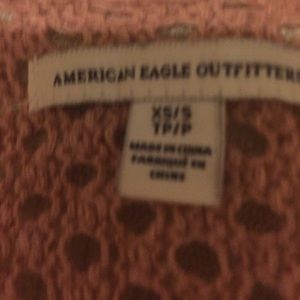 AMERICAN EAGLE OUTFITTERS
XS/S
TP/P
MADE IN CHINA
FABRIQUÉ EN
CHINE